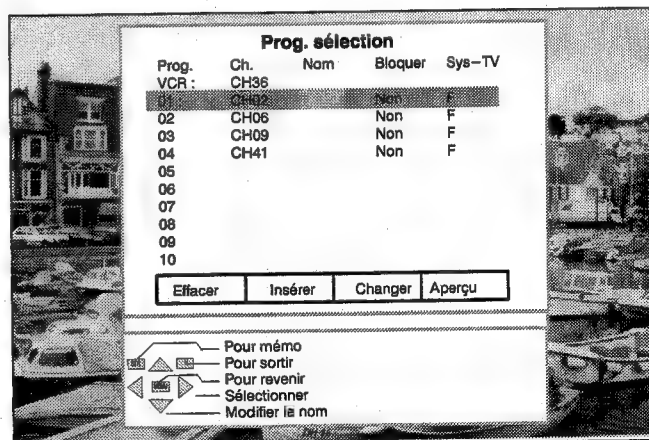 Prog. sélection
Prog. Ch. Nom Bloquer Sys-TV
VCR : CH36
01 : CH02 Non F
02 CH06 Non F
03 CH09 Non F
04 CH41 Non F
05
06
07
08
09
10
Effacer Insérer Changer Aperçu
Pour mémo
Pour sortir
Pour revenir
Sélectionner
Modifier le nom